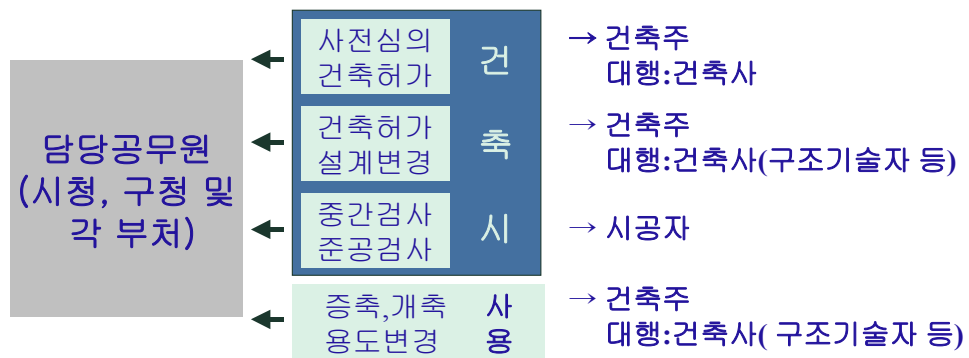 담당공무원
(시청, 구청 및
각 부처)
사전심의
건축허가
건축허가
설계변경
중간검사
준공검사
건
축
시
증축,개축
용도변경
사
용
→ 건축주
대행:건축사
→ 건축주
대행:건축사(구조기술자 등)
→ 시공자
→ 건축주
대행:건축사( 구조기술자 등)